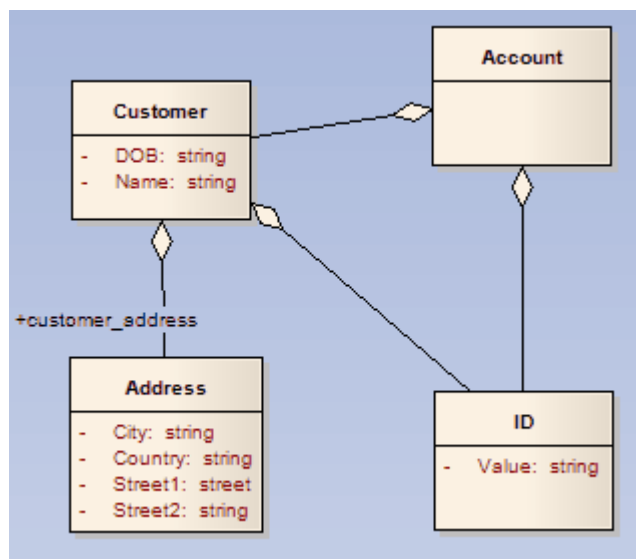 Account
Customer
- DOB: string
- Name: string
+customer_address
Address
- City: string
- Country: string
- Street1: street
- Street2: string
ID
- Value: string